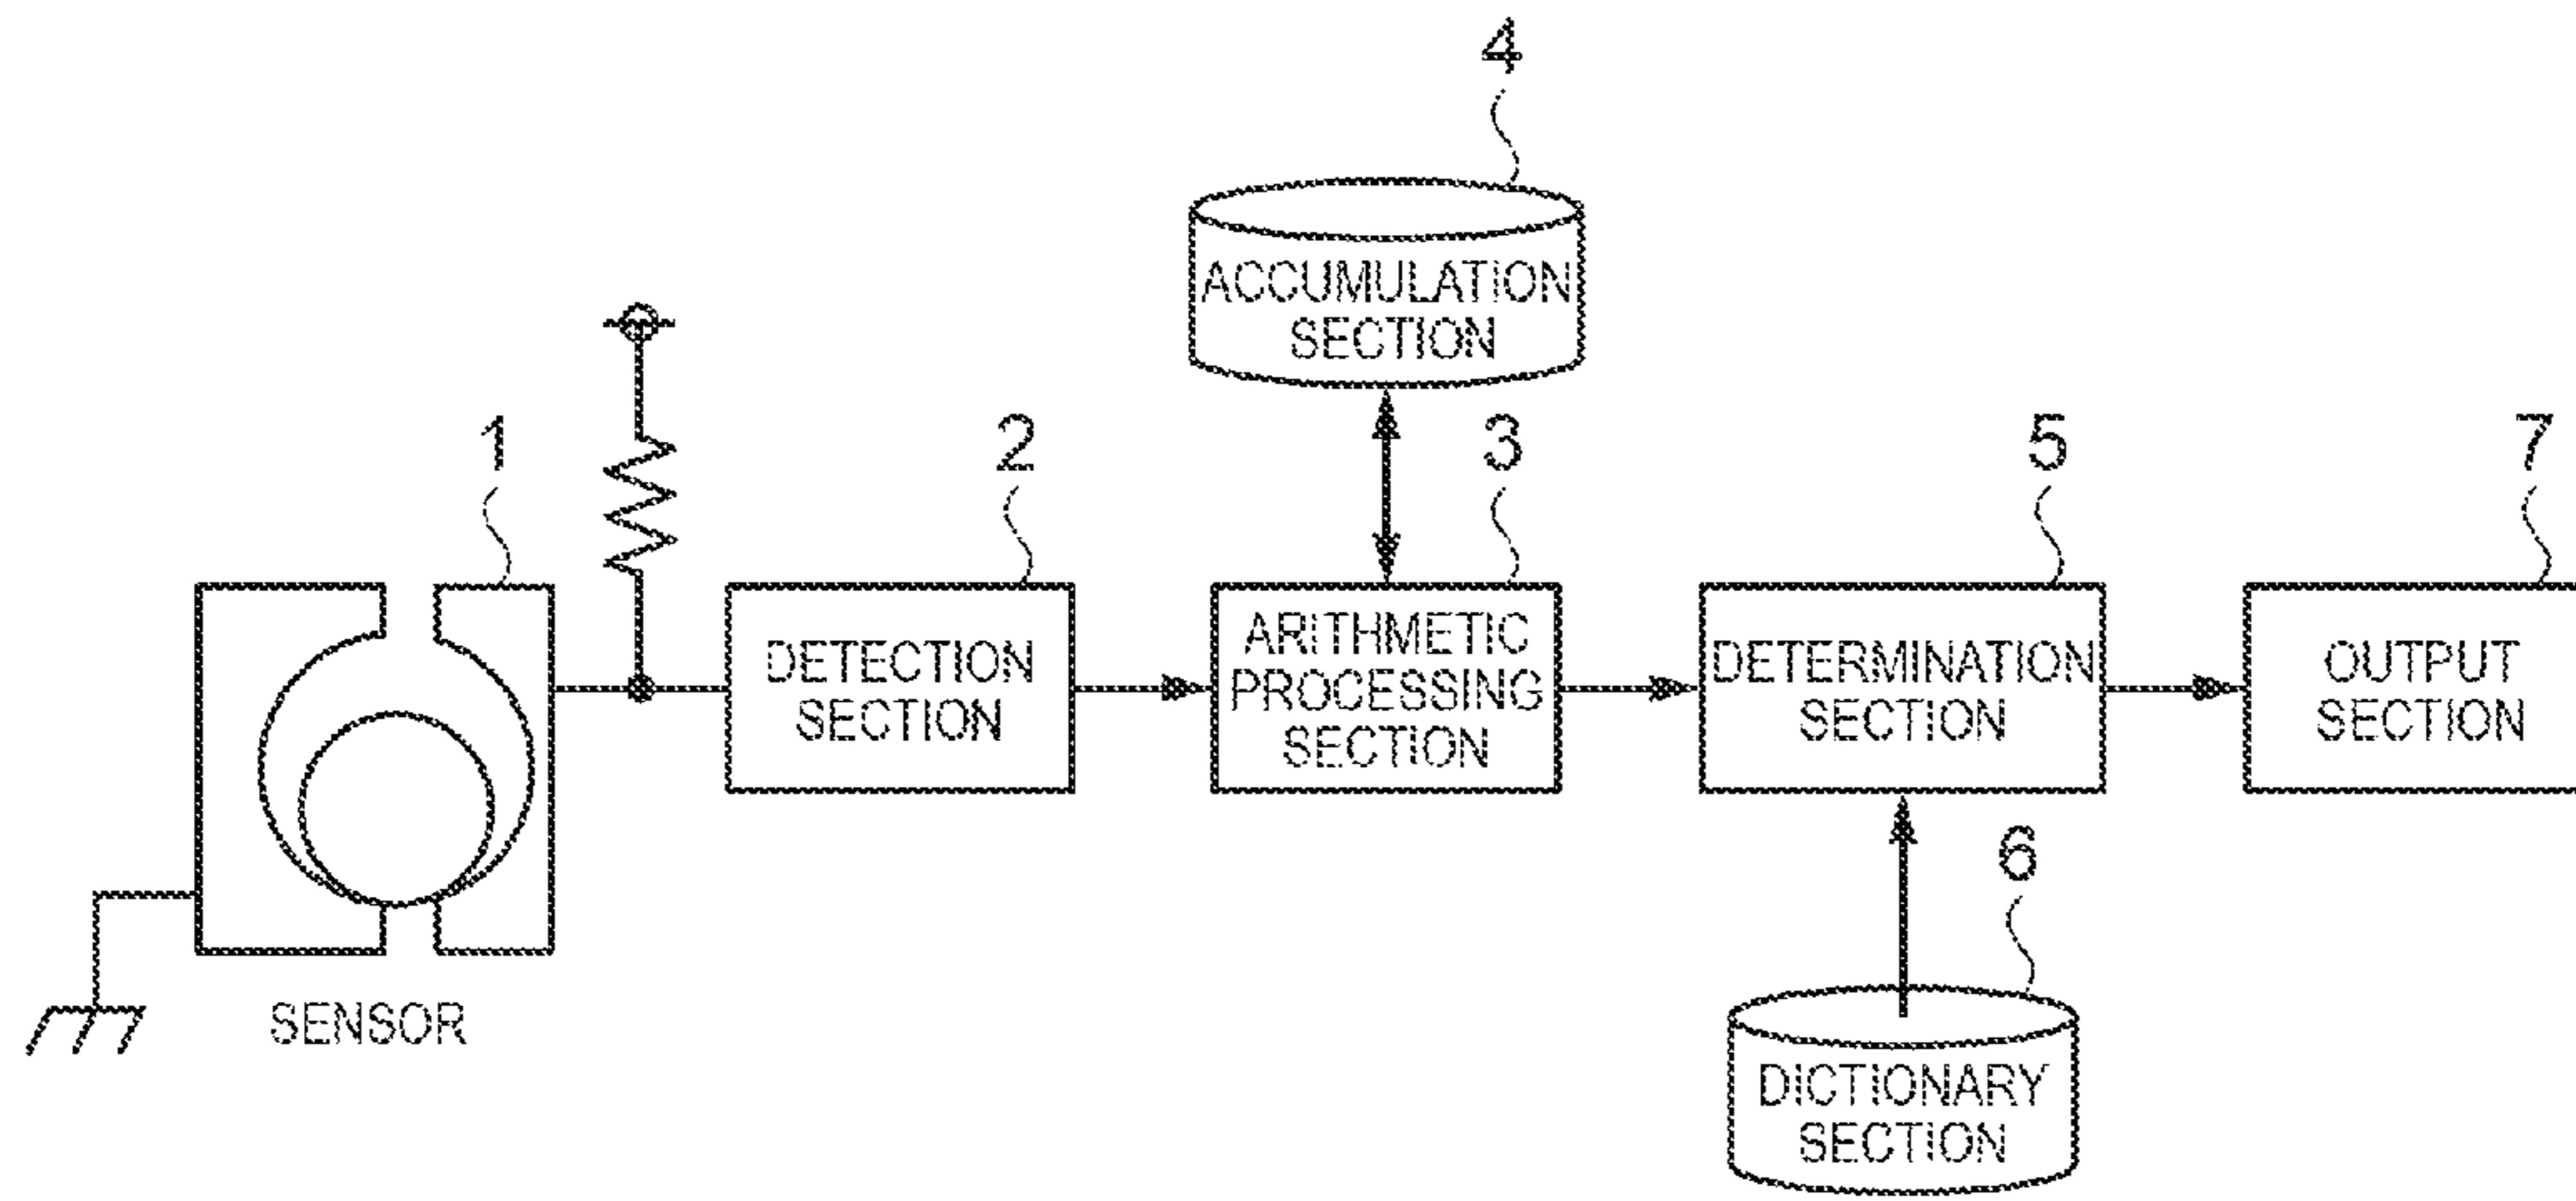 4
ACCUMULATION
SECTION
1
2
3
5
7
DETECTION
SECTION
ARITHMETIC
PROCESSING
SECTION
DETERMINATION
SECTION
OUTPUT
SECTION
6
SENSOR
DICTIONARY
SECTION